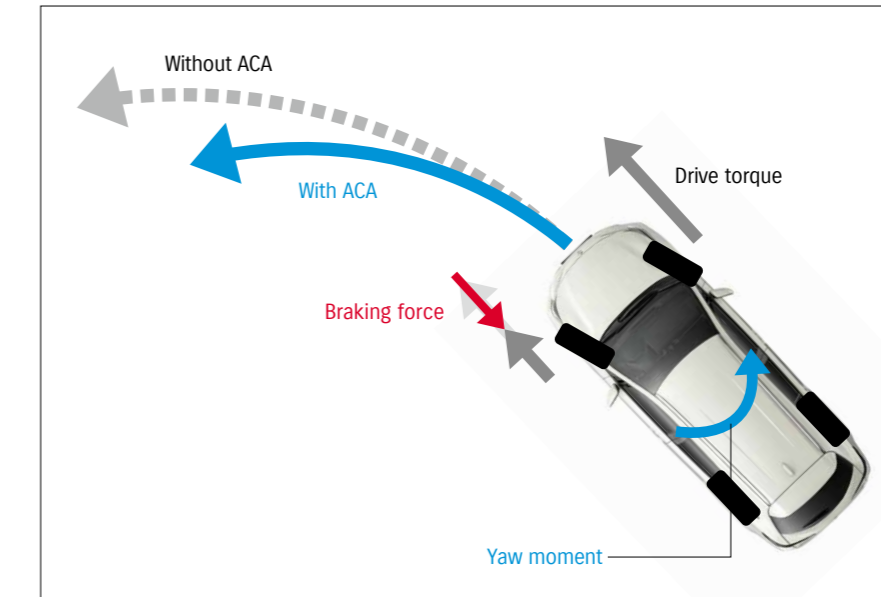 Without ACA
With ACA
Drive torque
Braking force
Yaw moment